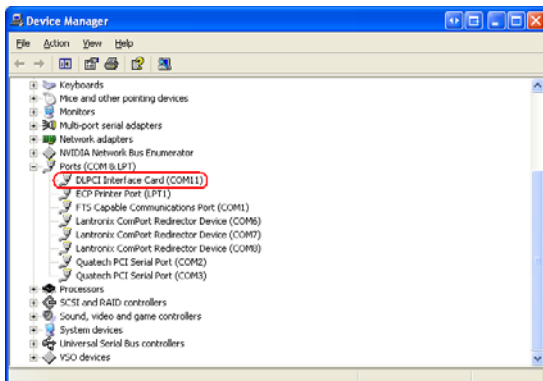 Device Manager
File Action View Help
Keyboards
Mice and other pointing devices
Monitors
Multi-port serial adapters
Network adapters
NVIDIA Network Bus Enumerator
Ports (COM & LPT)
DLPCI Interface Card (COM11)
ECP Printer Port (LPT1)
FTS Capable Communications Port (COM1)
Lantronix ComPort Redirector Device (COM6)
Lantronix ComPort Redirector Device (COM7)
Lantronix ComPort Redirector Device (COM8)
Quatech PCI Serial Port (COM2)
Quatech PCI Serial Port (COM3)
Processors
SCSI and RAID controllers
Sound, video and game controllers
System devices
Universal Serial Bus controllers
VSO devices